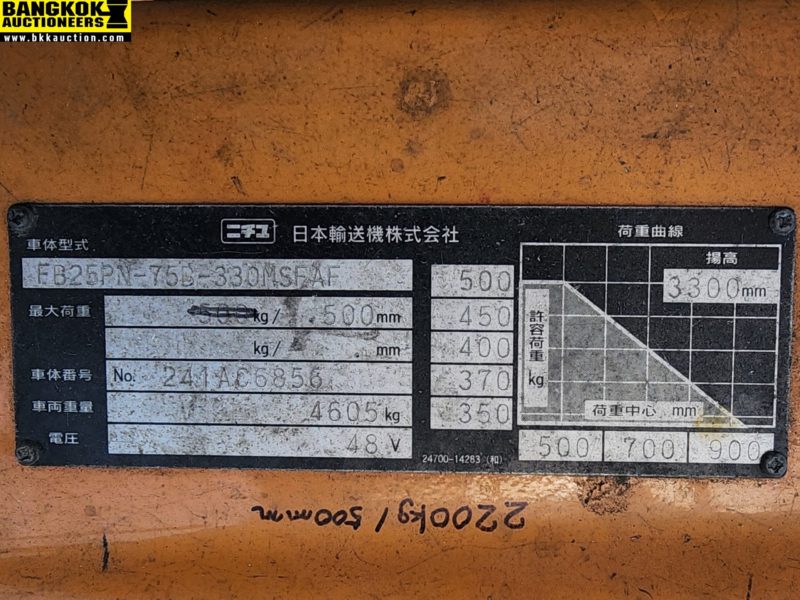 BANGKOK
AUCTIONEERS
www.bkkauction.com
ニチユ 日本輸送機株式会社
車体型式
FB25PN-75B-330MSFAF
最大荷重 500kg/ 500mm
kg/ mm
車体番号 No. 241AC6856
車両重量 4605kg
電圧 48V
500
450
400
370
350
24700-14283 (和)
荷重曲線
揚高
3300mm
許容荷重 kg
荷重中心 mm
500 700 900
2200kg/500mm